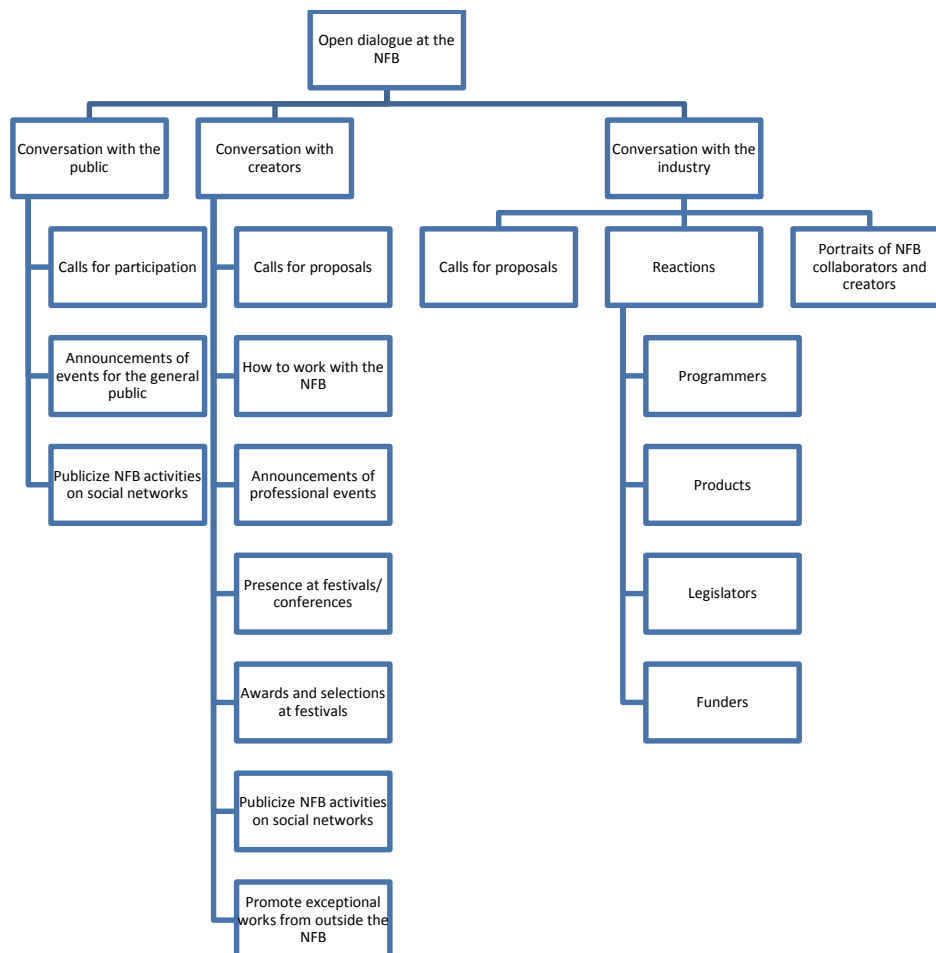 Open dialogue at the
NFB
Conversation with the
public
Conversation with
creators
Conversation with the
industry
Calls for participation
Announcements of
events for the general
public
Publicize NFB activities
on social networks
Calls for proposals
How to work with the
NFB
Announcements of
professional events
Presence at festivals/
conferences
Awards and selections
at festivals
Publicize NFB activities
on social networks
Promote exceptional
works from outside the
NFB
Calls for proposals
Reactions
Programmers
Products
Legislators
Funders
Portraits of NFB
collaborators and
creators